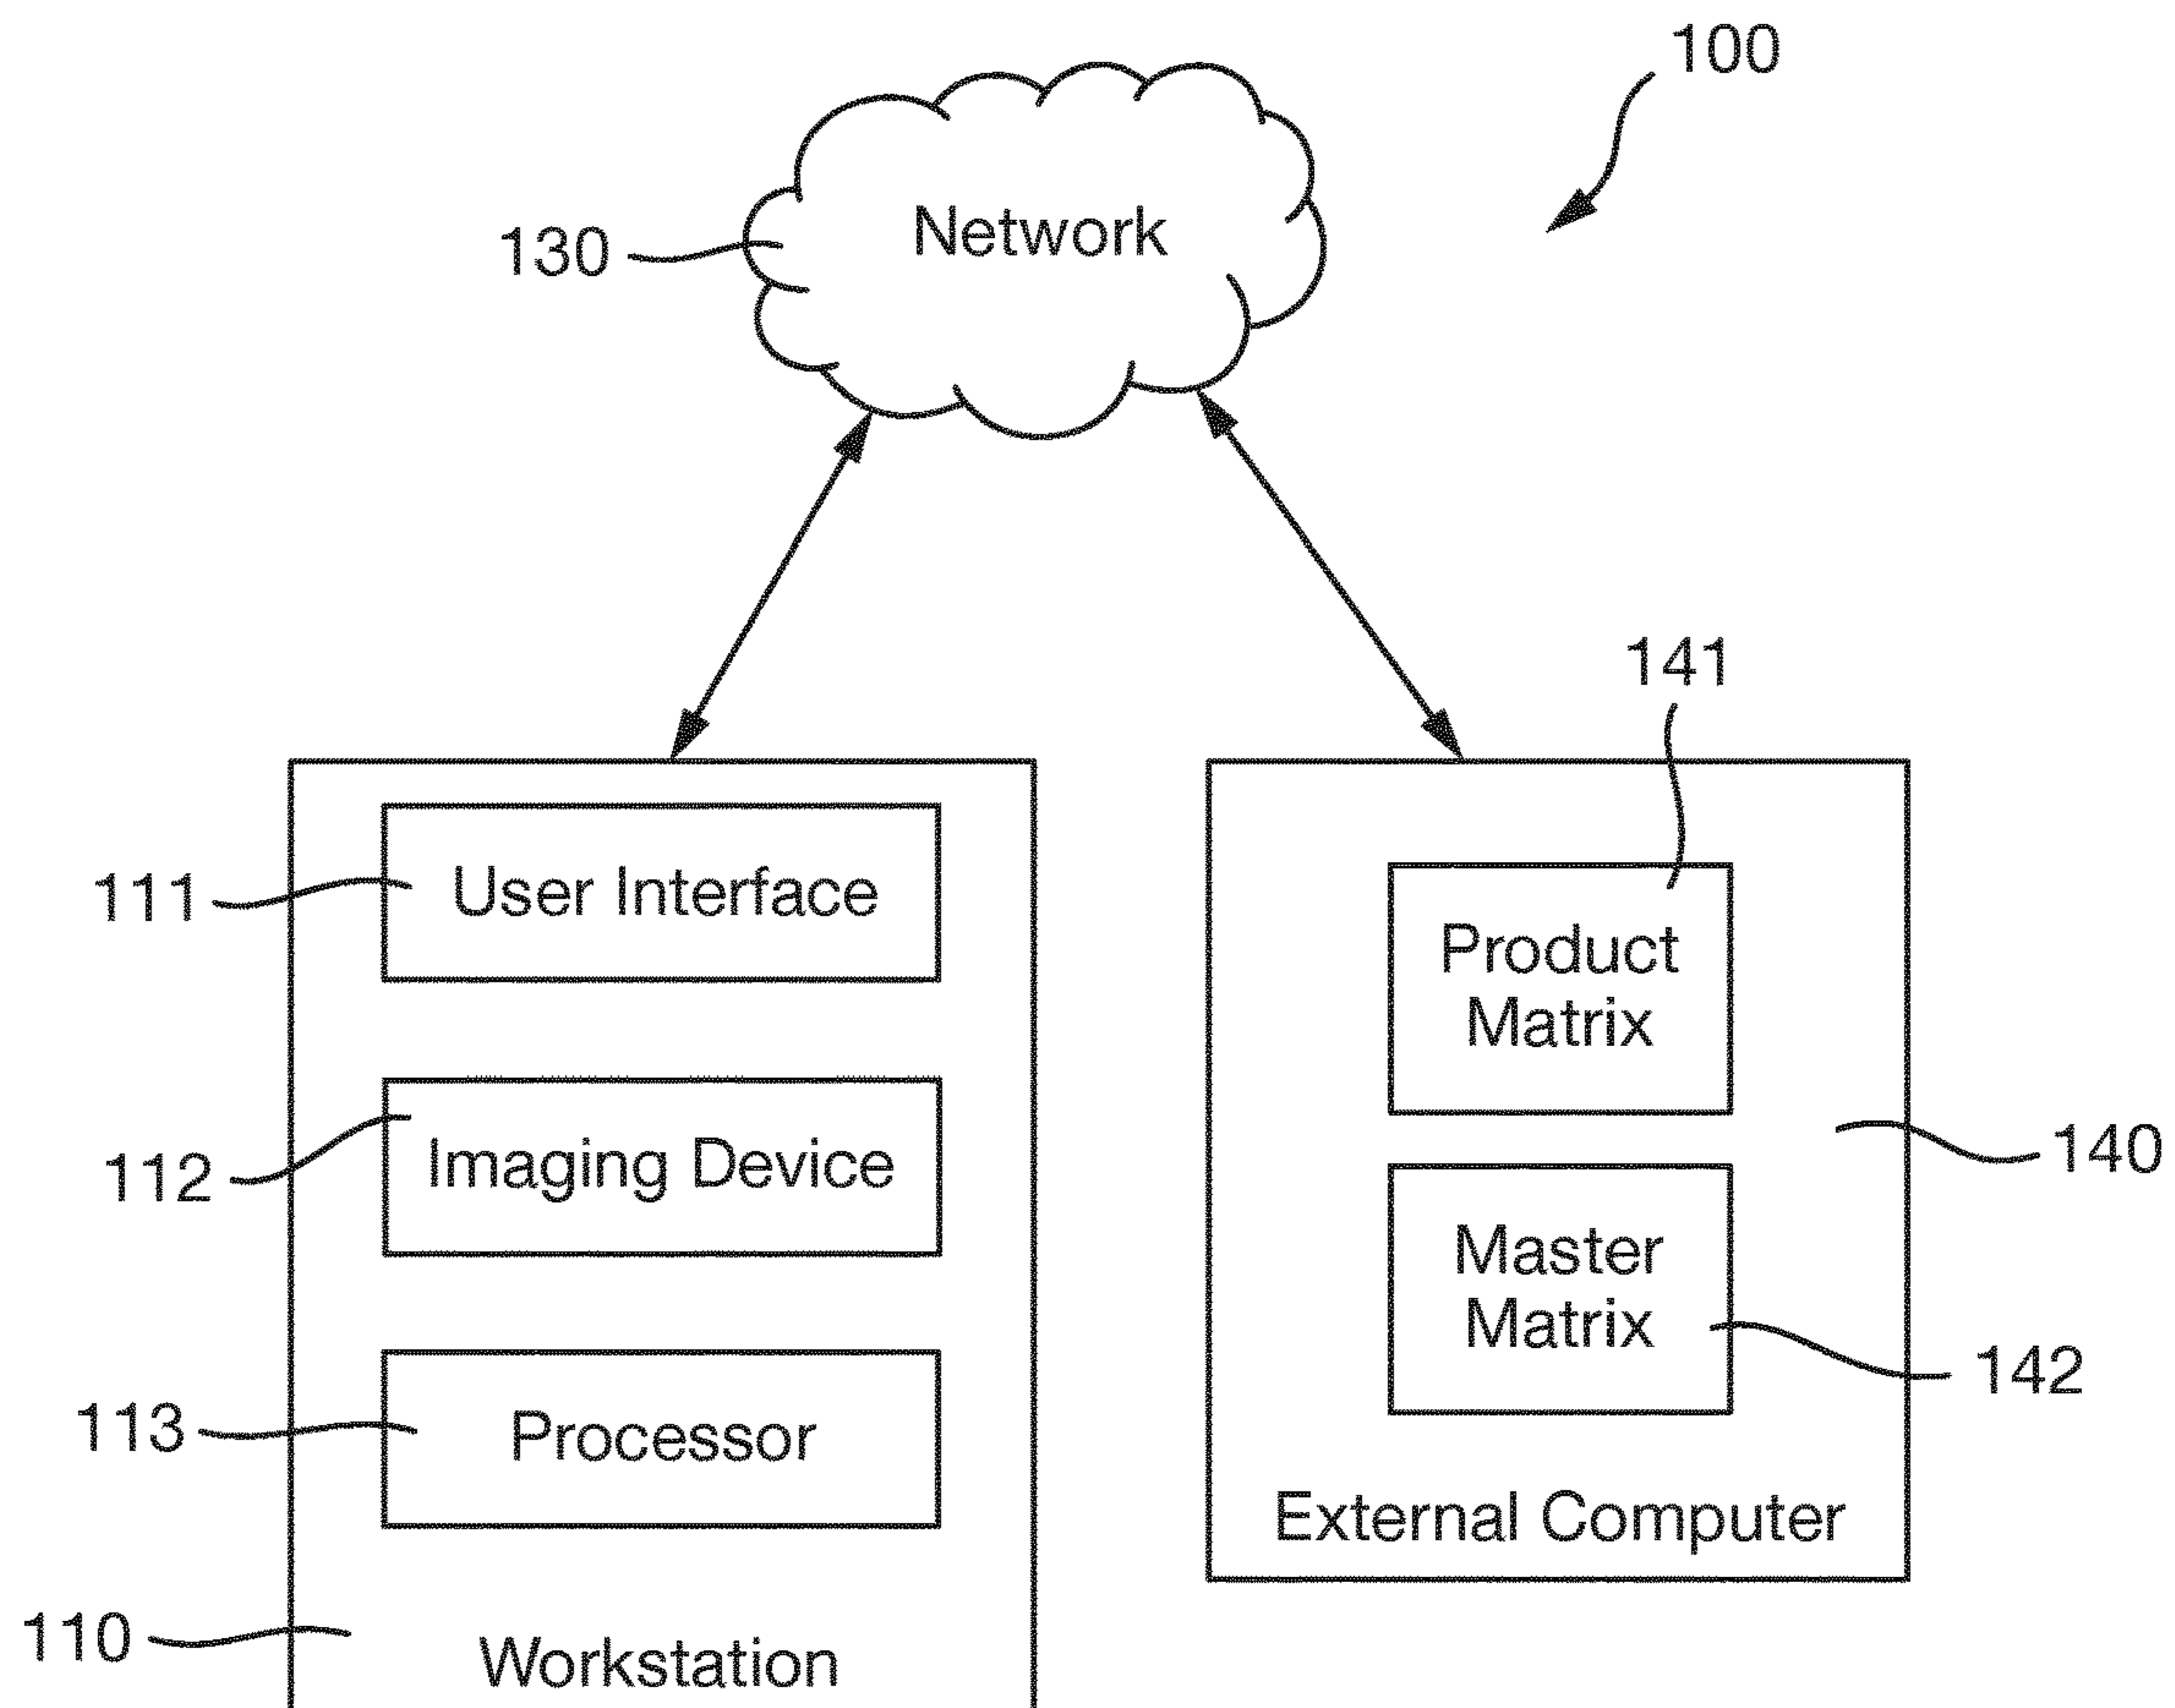 100
130
Network
141
111
User Interface
Product
Matrix
112
Imaging Device
140
Master
Matrix
142
113
Processor
External Computer
110
Workstation